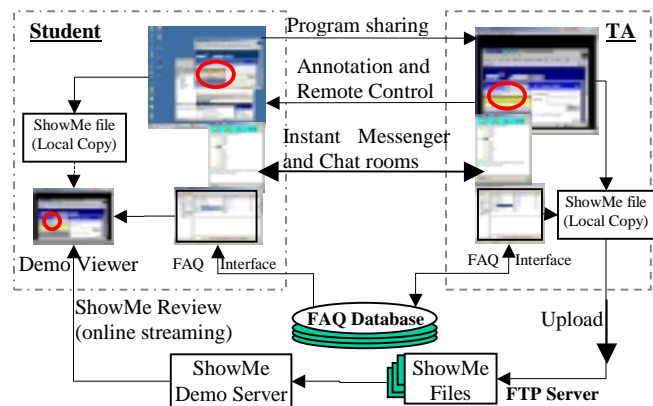 Student
Program sharing
TA
Annotation and
Remote Control
ShowMe file
(Local Copy)
Instant Messenger
and Chat rooms
ShowMe file
(Local Copy)
Demo Viewer
FAQ Interface
FAQ Interface
ShowMe Review
(online streaming)
FAQ Database
Upload
ShowMe
Demo Server
ShowMe
Files
FTP Server